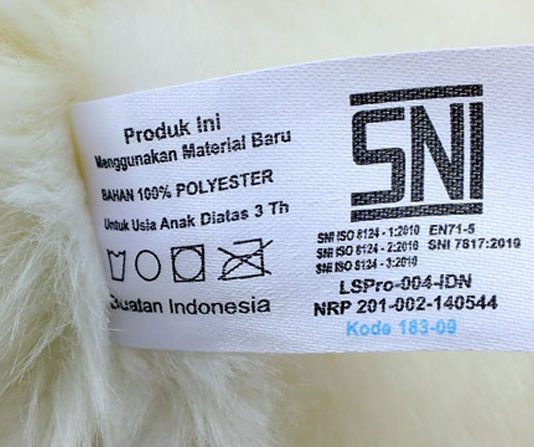 Produk Ini
Menggunakan Material Baru
BAHAN 100% POLYESTER
Untuk Usia Anak Diatas 3 Th
Buatan Indonesia
SNI
SNI ISO 8124 - 1:2010 EN71-5
SNI ISO 8124 - 2:2010 SNI 7617:2010
SNI ISO 8124 - 3:2010
LSPro-004-IDN
NRP 201-002-140544
Kode 183-09